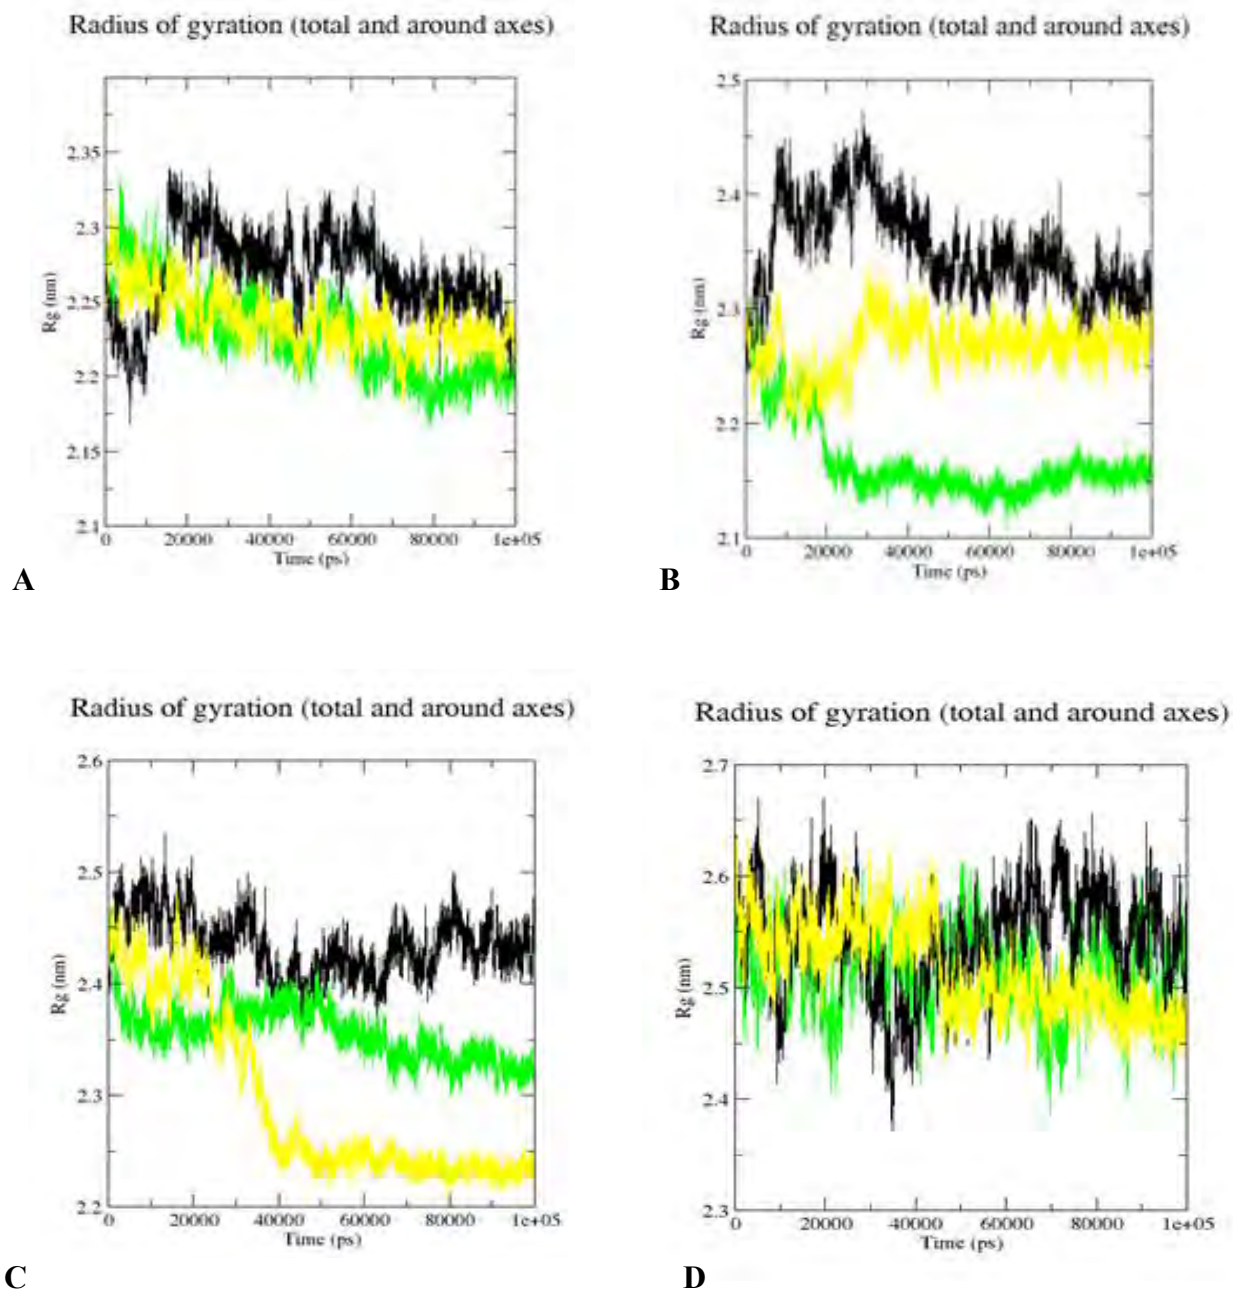 Radius of gyration (total and around axes)
2.35
2.3
2.25
2.2
2.15
2.1
Rg (nm)
0 20000 40000 60000 80000 1e+05
Time (ps)
A
Radius of gyration (total and around axes)
2.5
2.4
2.3
2.2
2.1
Rg (nm)
0 20000 40000 60000 80000 1e+05
Time (ps)
B
Radius of gyration (total and around axes)
2.6
2.5
2.4
2.3
2.2
Rg (nm)
0 20000 40000 60000 80000 1e+05
Time (ps)
C
Radius of gyration (total and around axes)
2.7
2.6
2.5
2.4
2.3
Rg (nm)
0 20000 40000 60000 80000 1e+05
Time (ps)
D